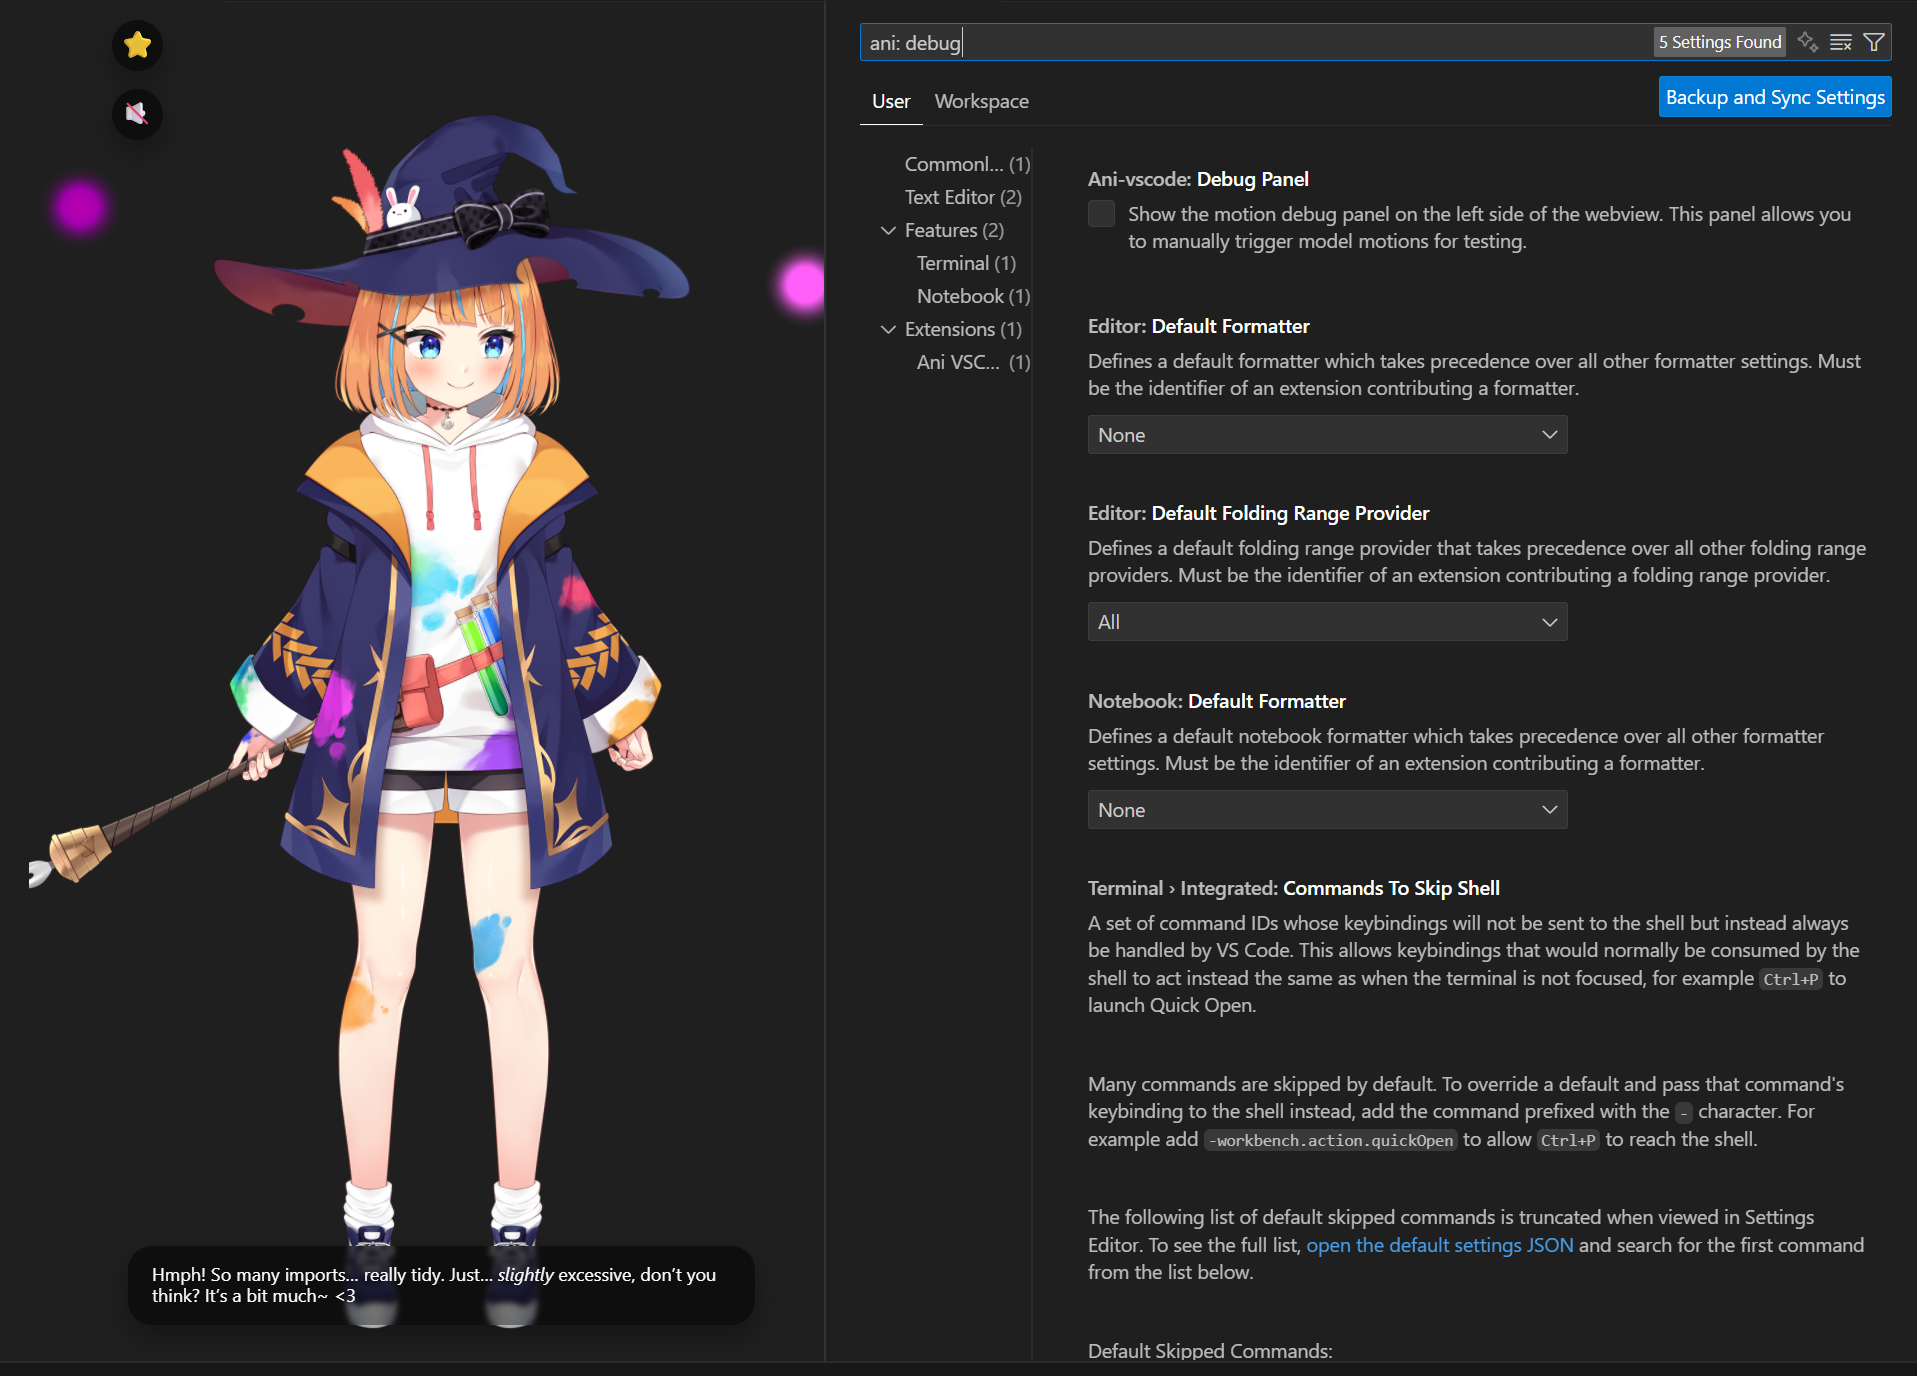 ani: debug
5 Settings Found
User
Workspace
Backup and Sync Settings
Commonl... (1)
Text Editor (2)
Features (2)
Terminal (1)
Notebook (1)
Extensions (1)
Ani VSC... (1)
Ani-vscode: Debug Panel
Show the motion debug panel on the left side of the webview. This panel allows you
to manually trigger model motions for testing.
Editor: Default Formatter
Defines a default formatter which takes precedence over all other formatter settings. Must
be the identifier of an extension contributing a formatter.
None
Editor: Default Folding Range Provider
Defines a default folding range provider that takes precedence over all other folding range
providers. Must be the identifier of an extension contributing a folding range provider.
All
Notebook: Default Formatter
Defines a default notebook formatter which takes precedence over all other formatter
settings. Must be the identifier of an extension contributing a formatter.
None
Terminal › Integrated: Commands To Skip Shell
A set of command IDs whose keybindings will not be sent to the shell but instead always
be handled by VS Code. This allows keybindings that would normally be consumed by the
shell to act instead the same as when the terminal is not focused, for example Ctrl+P to
launch Quick Open.
Many commands are skipped by default. To override a default and pass that command's
keybinding to the shell instead, add the command prefixed with the - character. For
example add -workbench.action.quickOpen to allow Ctrl+P to reach the shell.
The following list of default skipped commands is truncated when viewed in Settings
Editor. To see the full list, open the default settings JSON and search for the first command
from the list below.
Default Skipped Commands:
Hmph! So many imports... really tidy. Just... slightly excessive, don't you
think? It's a bit much~ <3